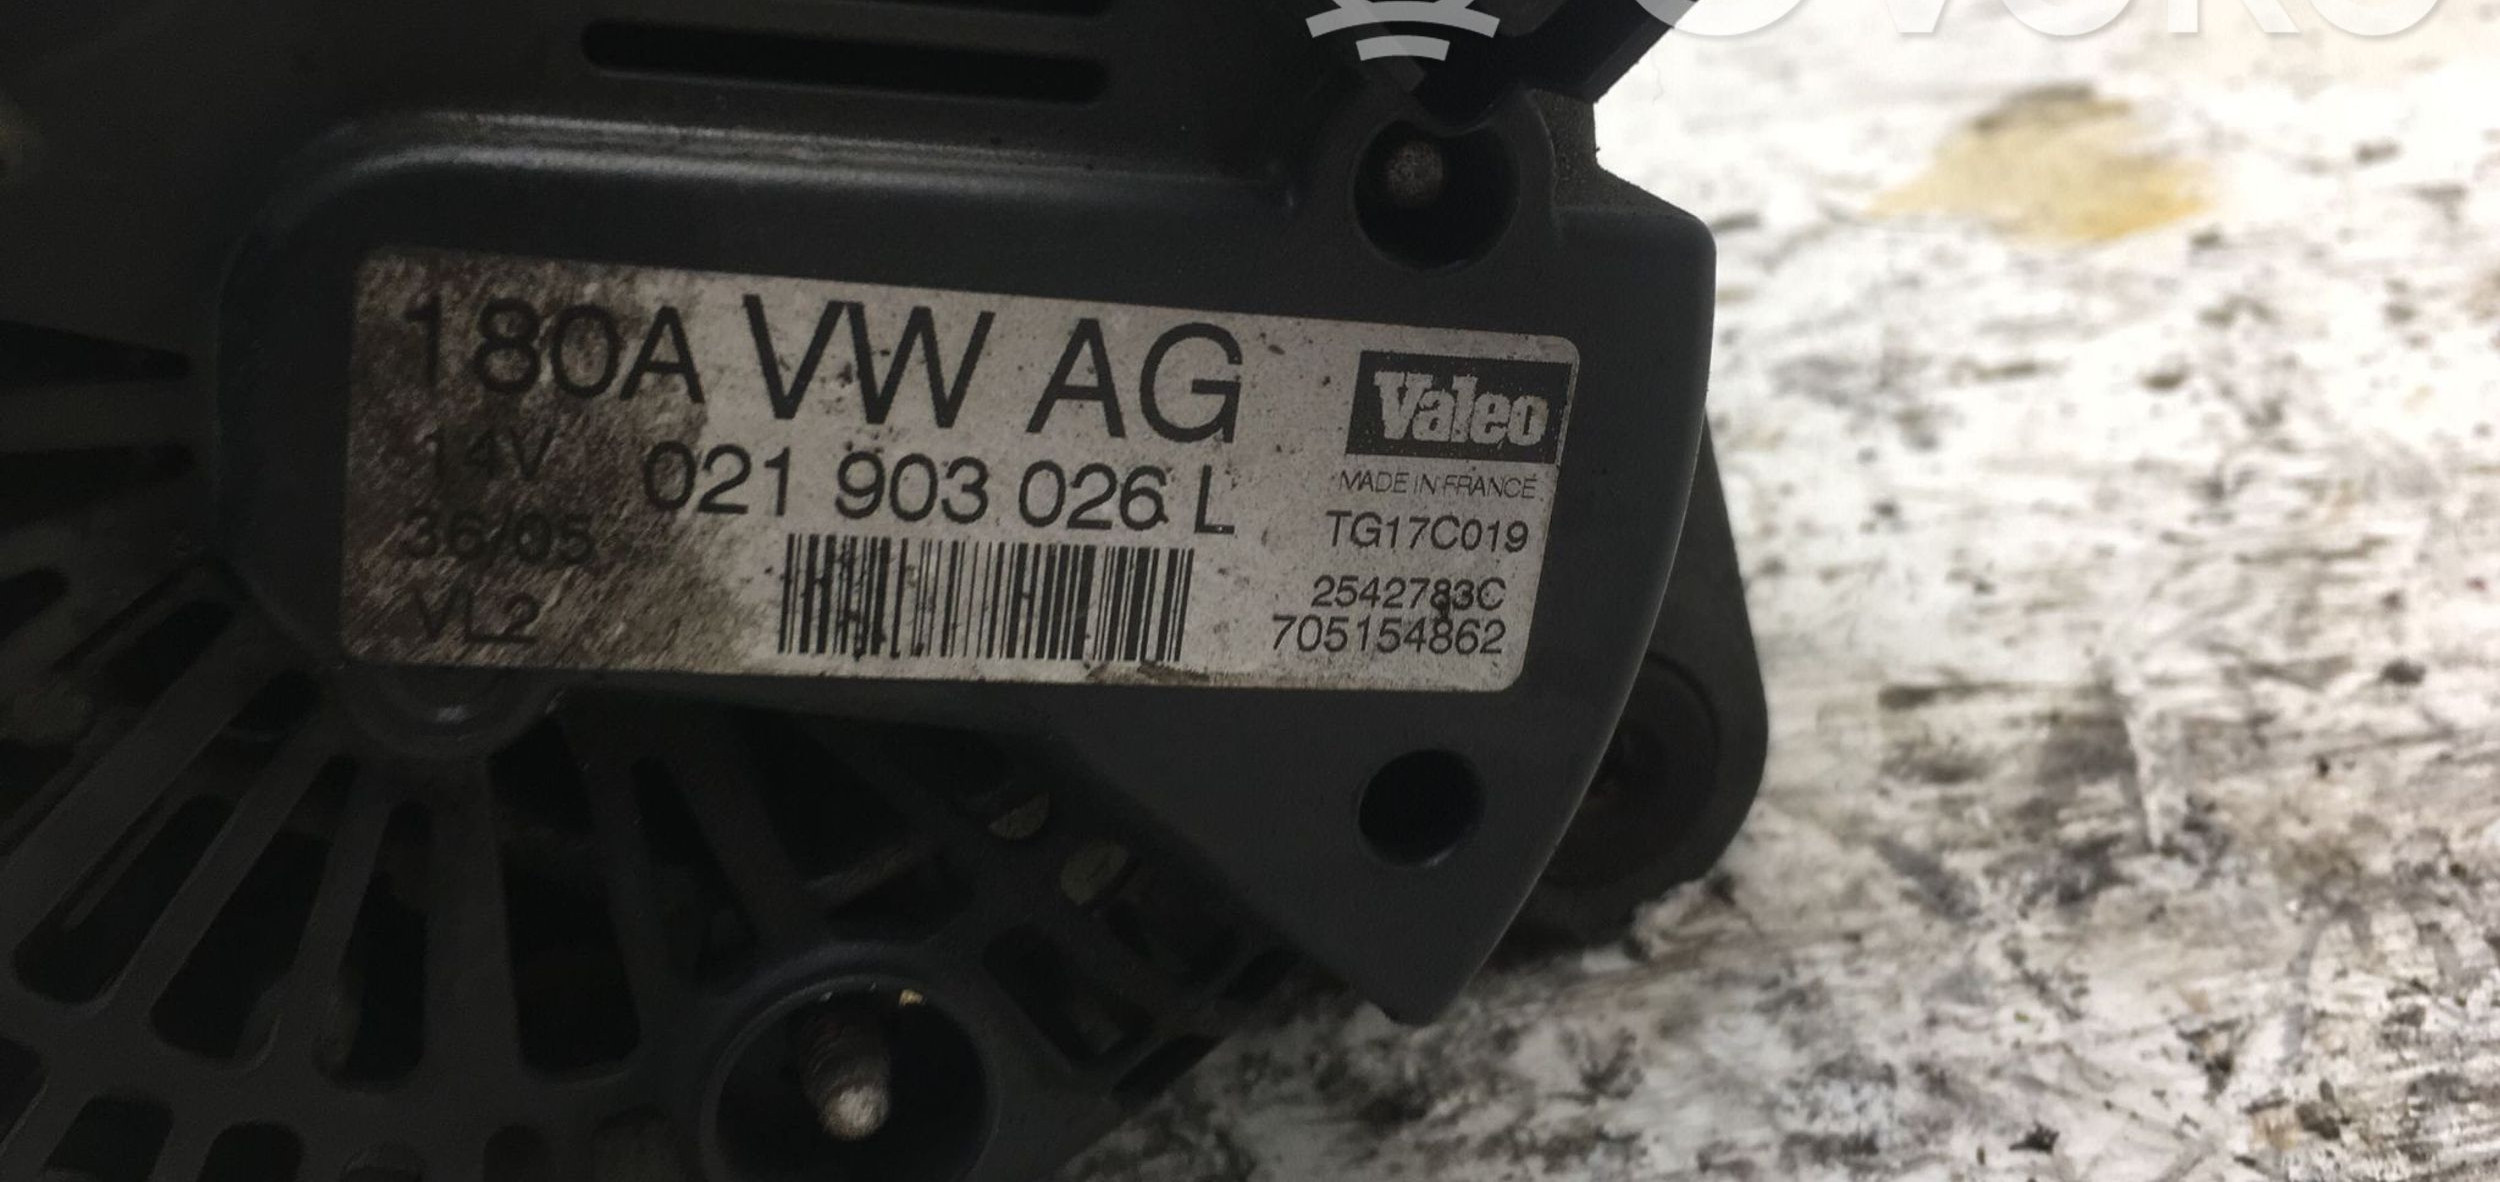 180A VW AG
14V 021 903 026 L
36/05
VL2
Valeo
MADE IN FRANCE
TG17C019
2542783C
705154862